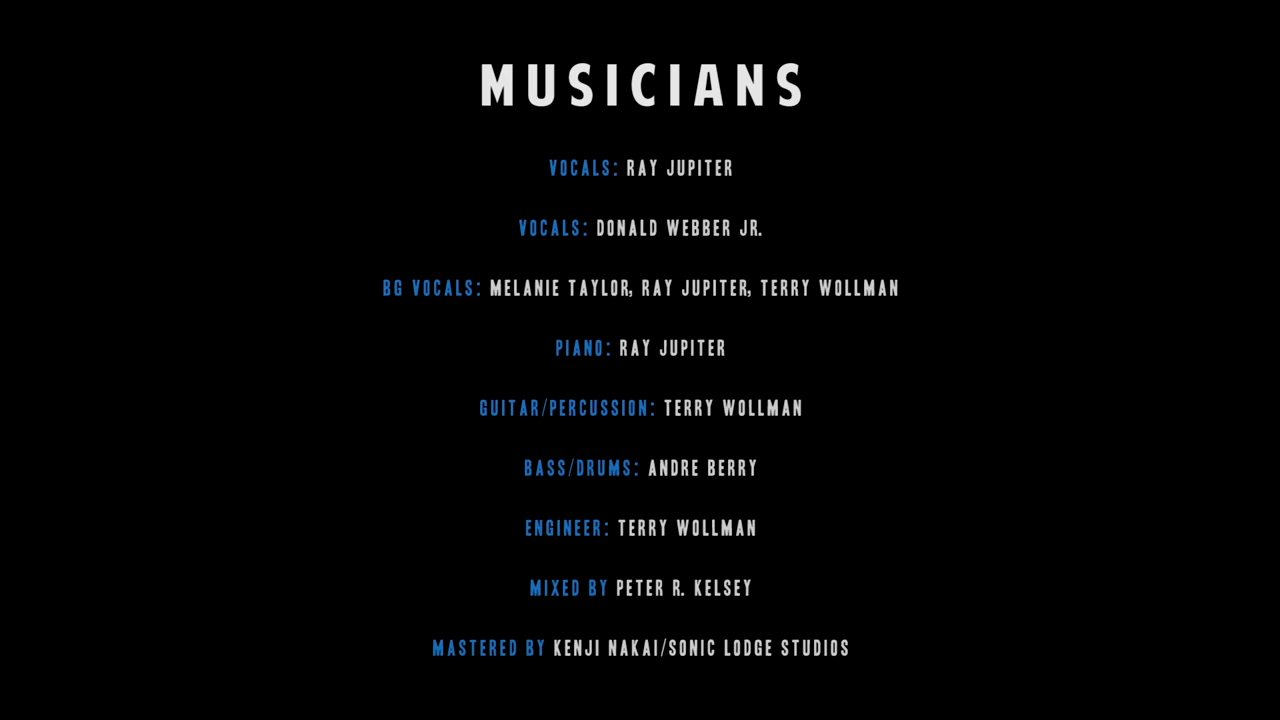 MUSICIANS
VOCALS: RAY JUPITER
VOCALS: DONALD WEBBER JR.
BG VOCALS: MELANIE TAYLOR, RAY JUPITER, TERRY WOLLMAN
PIANO: RAY JUPITER
GUITAR/PERCUSSION: TERRY WOLLMAN
BASS/DRUMS: ANDRE BERRY
ENGINEER: TERRY WOLLMAN
MIXED BY PETER R. KELSEY
MASTERED BY KENJI NAKAI/SONIC LODGE STUDIOS